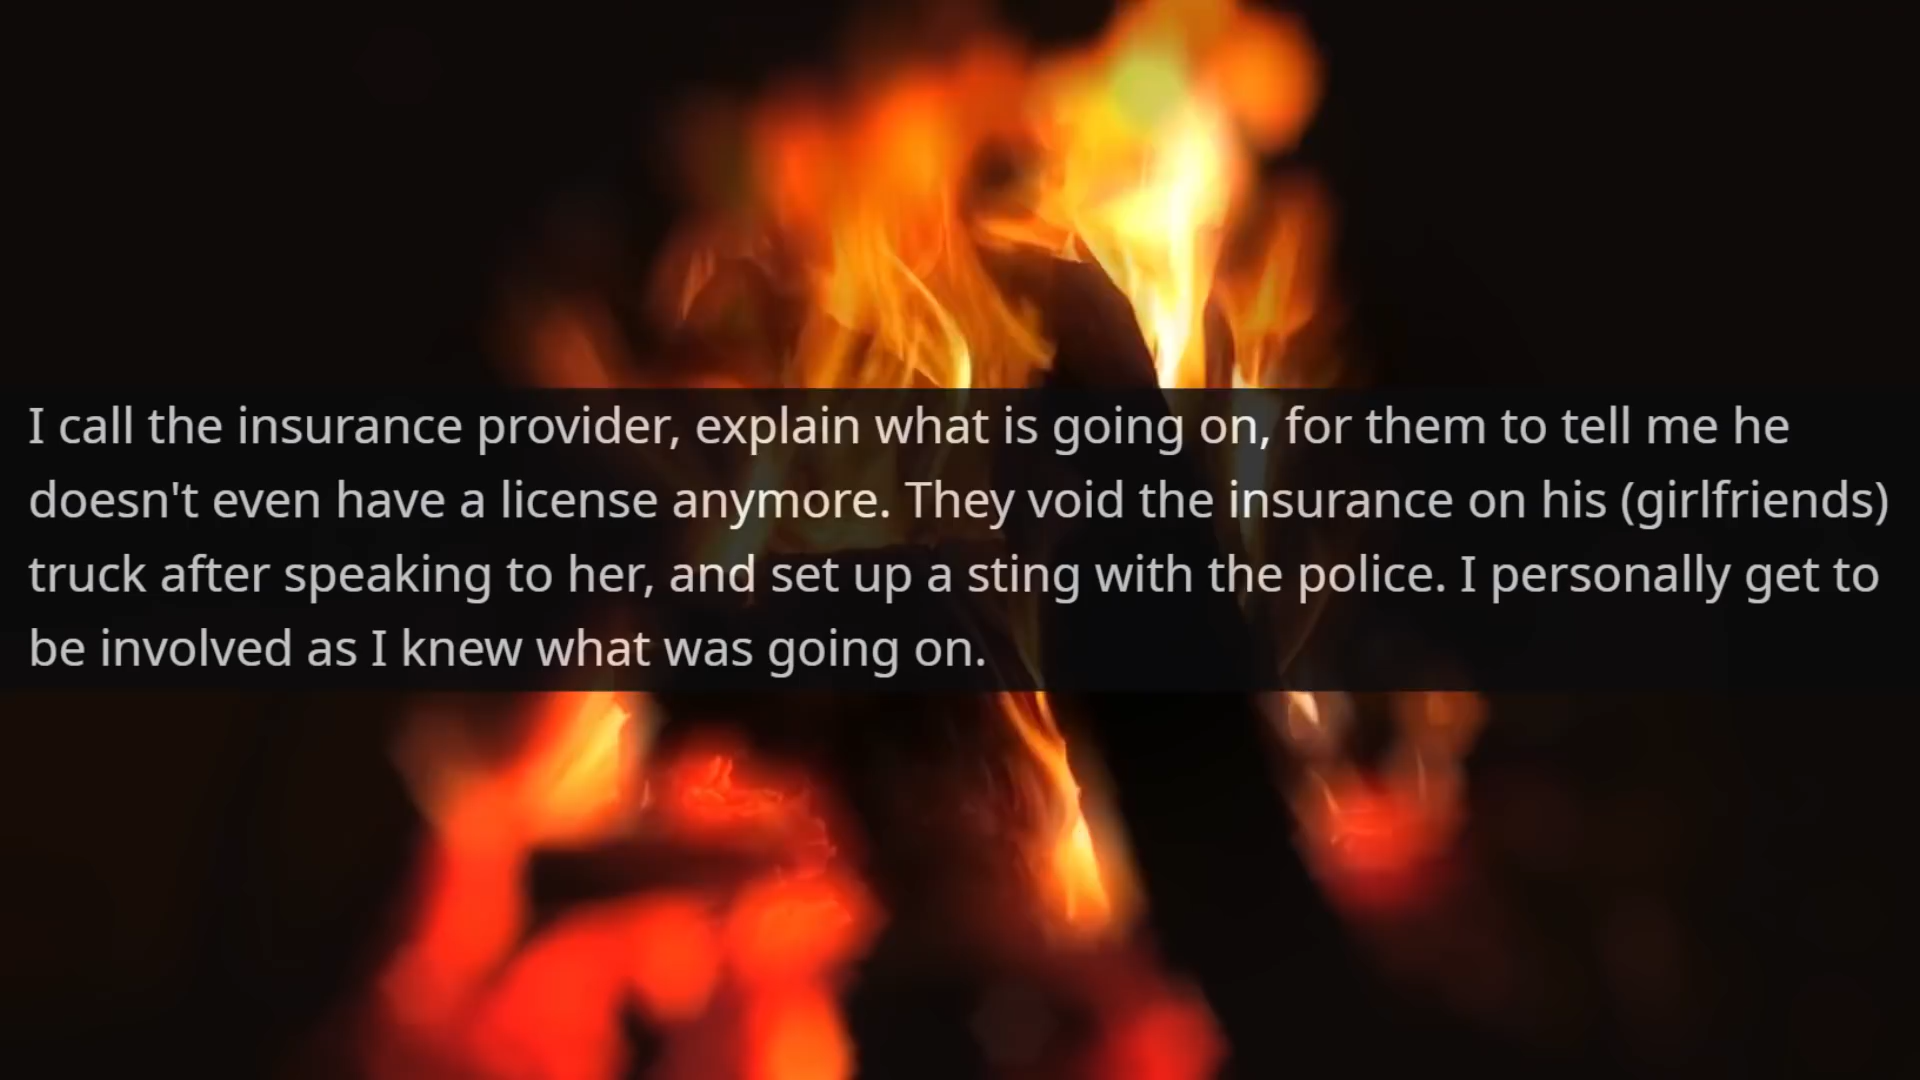 I call the insurance provider, explain what is going on, for them to tell me he
doesn't even have a license anymore. They void the insurance on his (girlfriends)
truck after speaking to her, and set up a sting with the police. I personally get to
be involved as I knew what was going on.